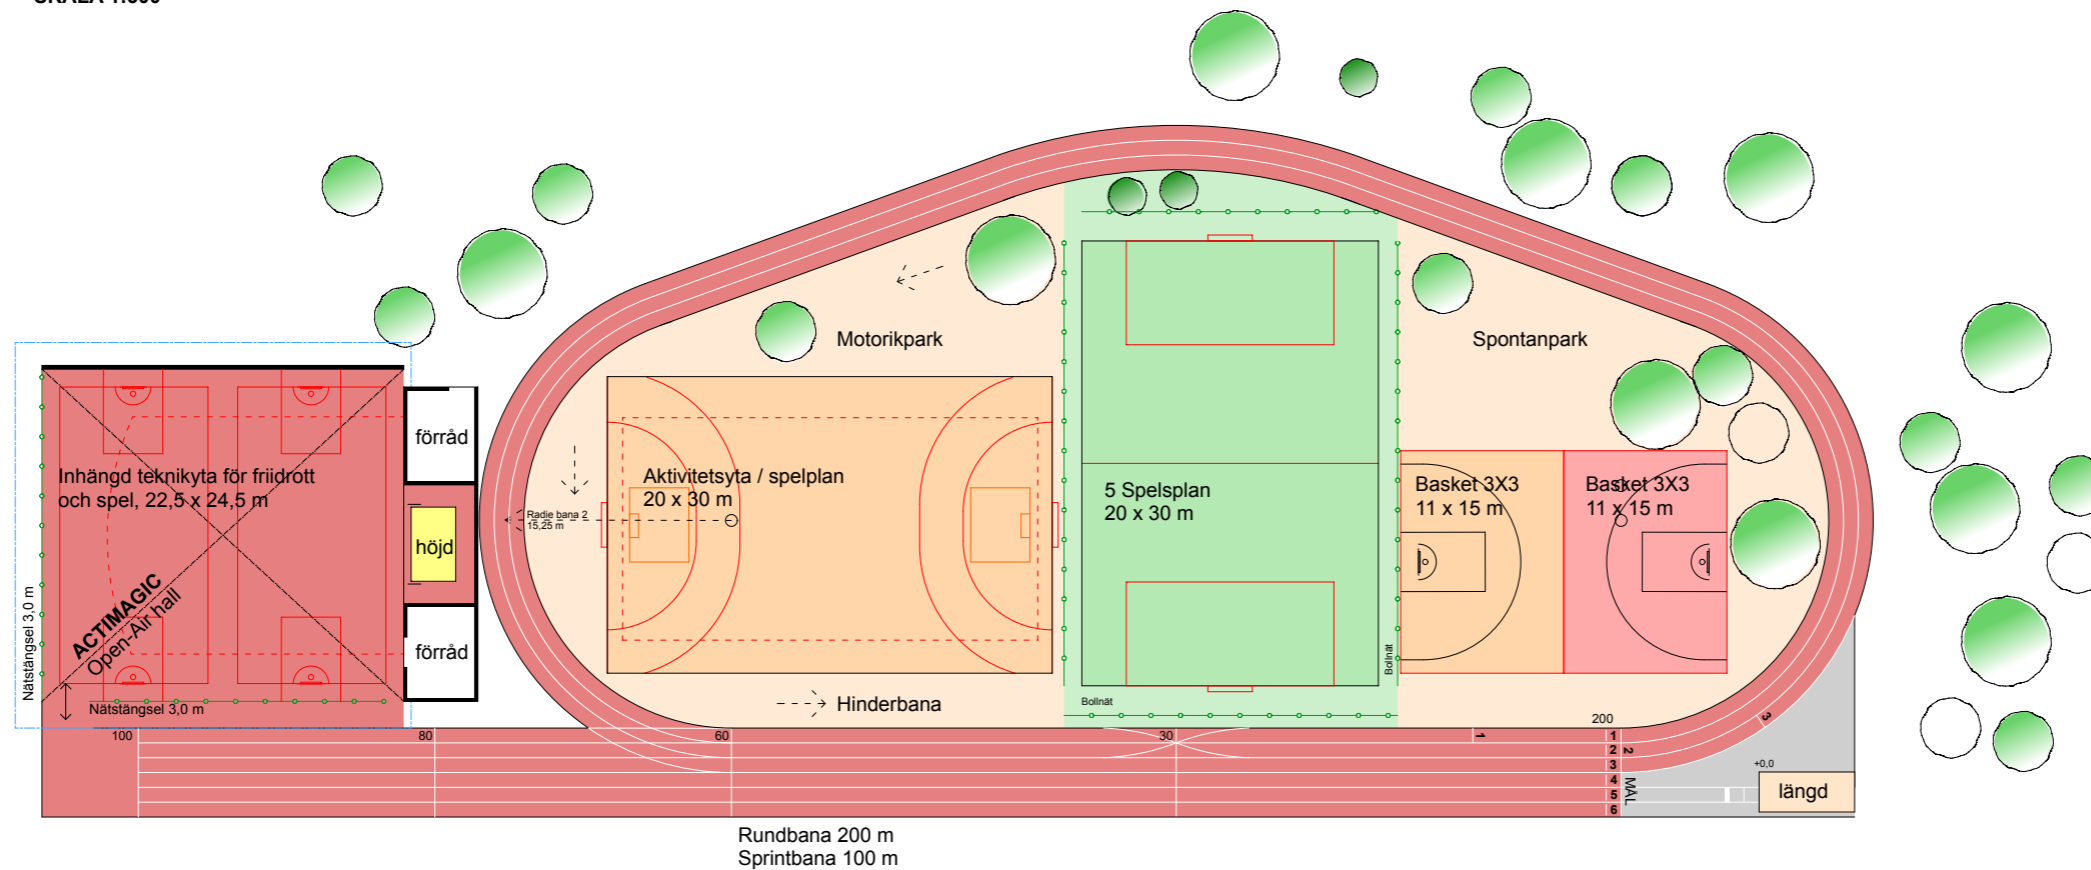 Motorikpark
Spontanpark
förråd
Inhängd teknikyta för friidrott
och spel, 22,5 x 24,5 m
Aktivitetsyta / spelplan
20 x 30 m
Radie bana 2
15,25 m
5 Spelsplan
20 x 30 m
Basket 3X3
11 x 15 m
Basket 3X3
11 x 15 m
höjd
ACTIMAGIC
Open-Air hall
Nätstängsel 3,0 m
förråd
Nätstängsel 3,0 m
Hinderbana
Bollnät
Bollnät
100
80
60
30
1
200
1
2
3
4
5
6
2
3
MÅL
+0,0
längd
Rundbana 200 m
Sprintbana 100 m